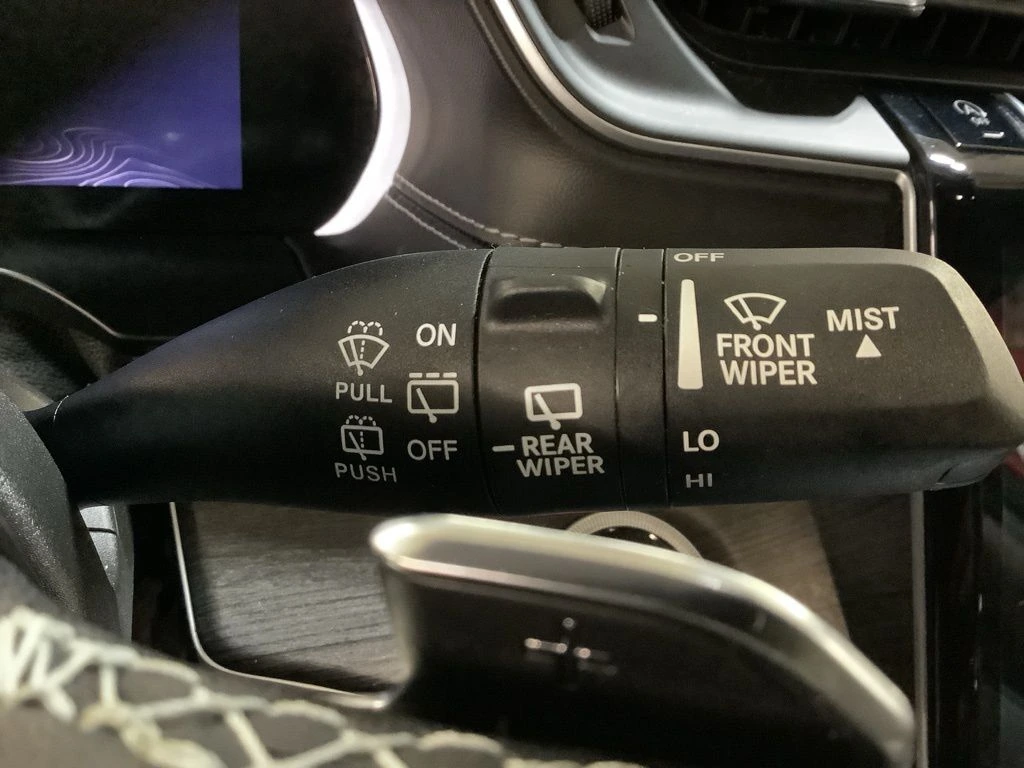 PULL
PUSH
ON
OFF
REAR
WIPER
OFF
FRONT
WIPER
MIST
LO
HI